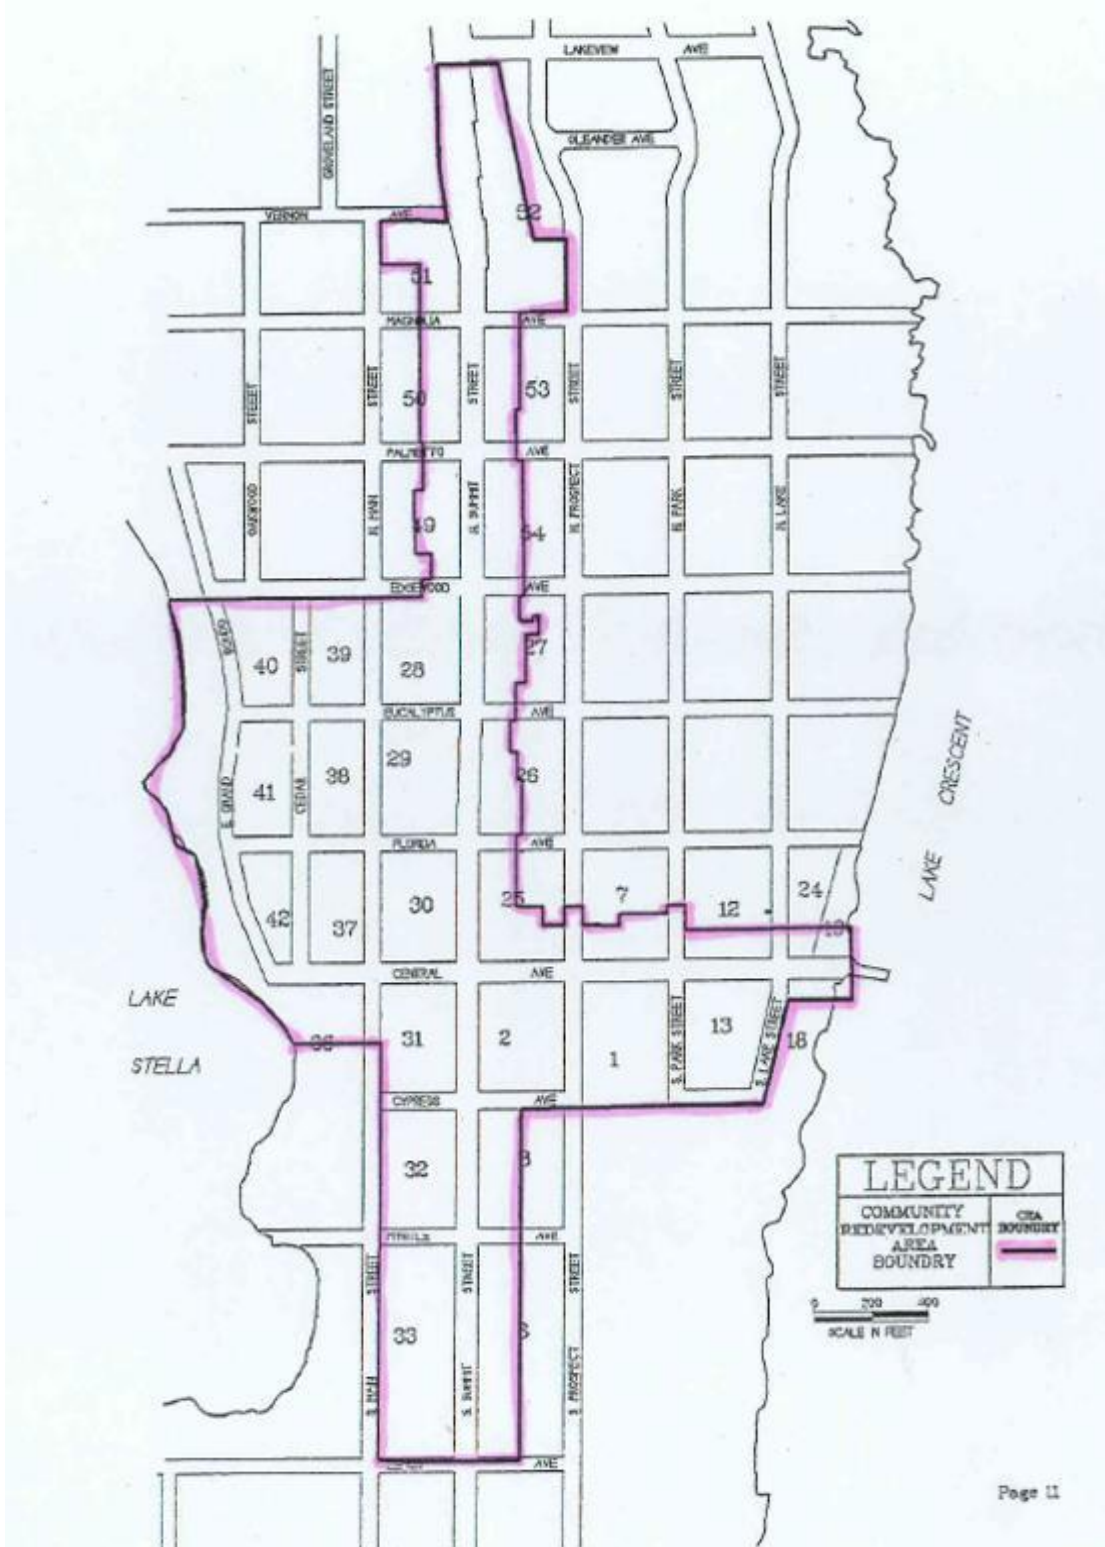 LAKEVIEW AVE
GROVELAND STREET
OLEANDER AVE
VERNON AVE
52
51
MAGNOLIA AVE
STREET
STREET
STREET
STREET
STREET
50
53
PALMETTO AVE
OAKWOOD
N. MAIN
N. SUMMIT
N. PROSPECT
N. PARK
N. LAKE
49
54
EDGEWOOD AVE
40
STREET
39
28
27
EUCALYPTUS AVE
29
41
CEDAR
38
26
S. GRAND
LAKE CRESCENT
FLORIDA AVE
42
37
30
25
7
12
24
19
CENTRAL AVE
LAKE
STELLA
31
2
1
S. PARK STREET
13
S. LAKE STREET
18
CYPRESS AVE
32
AVE
STREET
STREET
STREET
33
S. MAIN
S. SUMMIT
S. PROSPECT
AVE
LEGEND
COMMUNITY
REDEVELOPMENT
AREA
BOUNDRY
CRA
BOUNDRY
0 200 400
SCALE IN FEET
Page 11